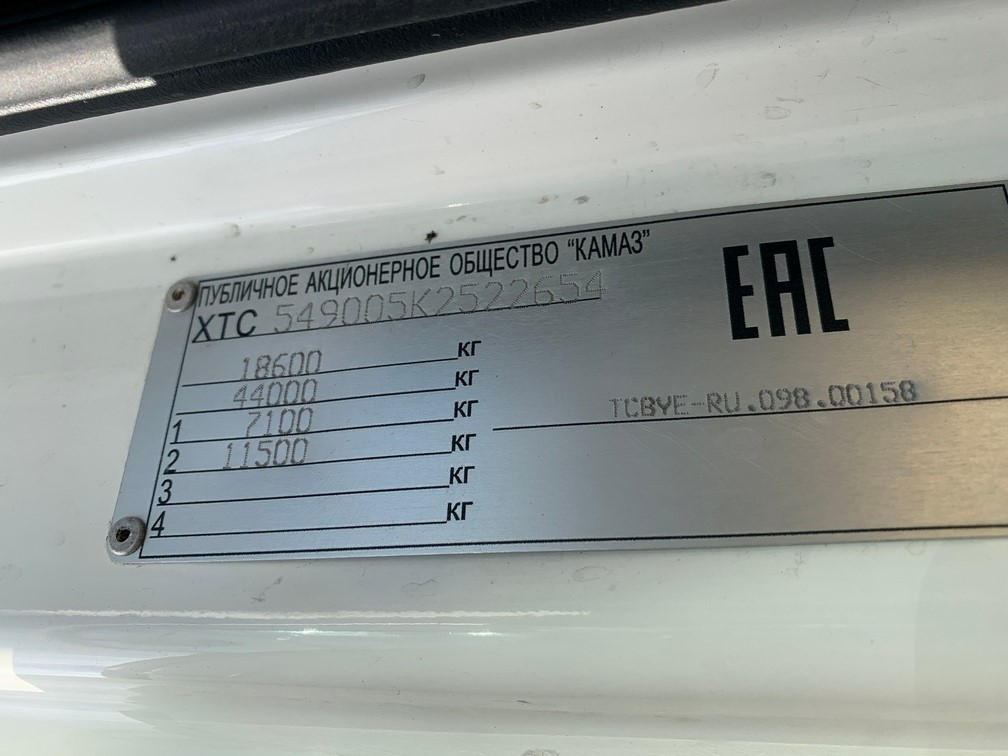 ПУБЛИЧНОЕ АКЦИОНЕРНОЕ ОБЩЕСТВО "КАМАЗ"
XTC 549005K2522654
EAC
18600 кг
44000 кг
1 7100 кг
2 11500 кг
3 кг
4 кг
TCBYE-RU.098.00158